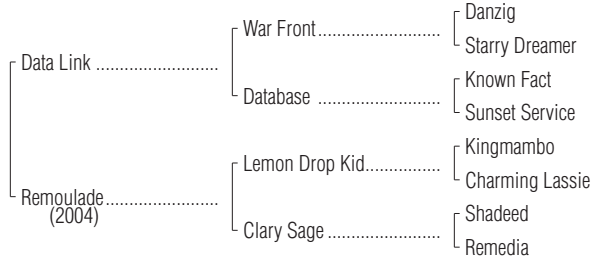 Danzig
War Front
Starry Dreamer
Data Link
Known Fact
Database
Sunset Service
Kingmambo
Lemon Drop Kid
Charming Lassie
Remoulade
(2004)
Shadeed
Clary Sage
Remedia